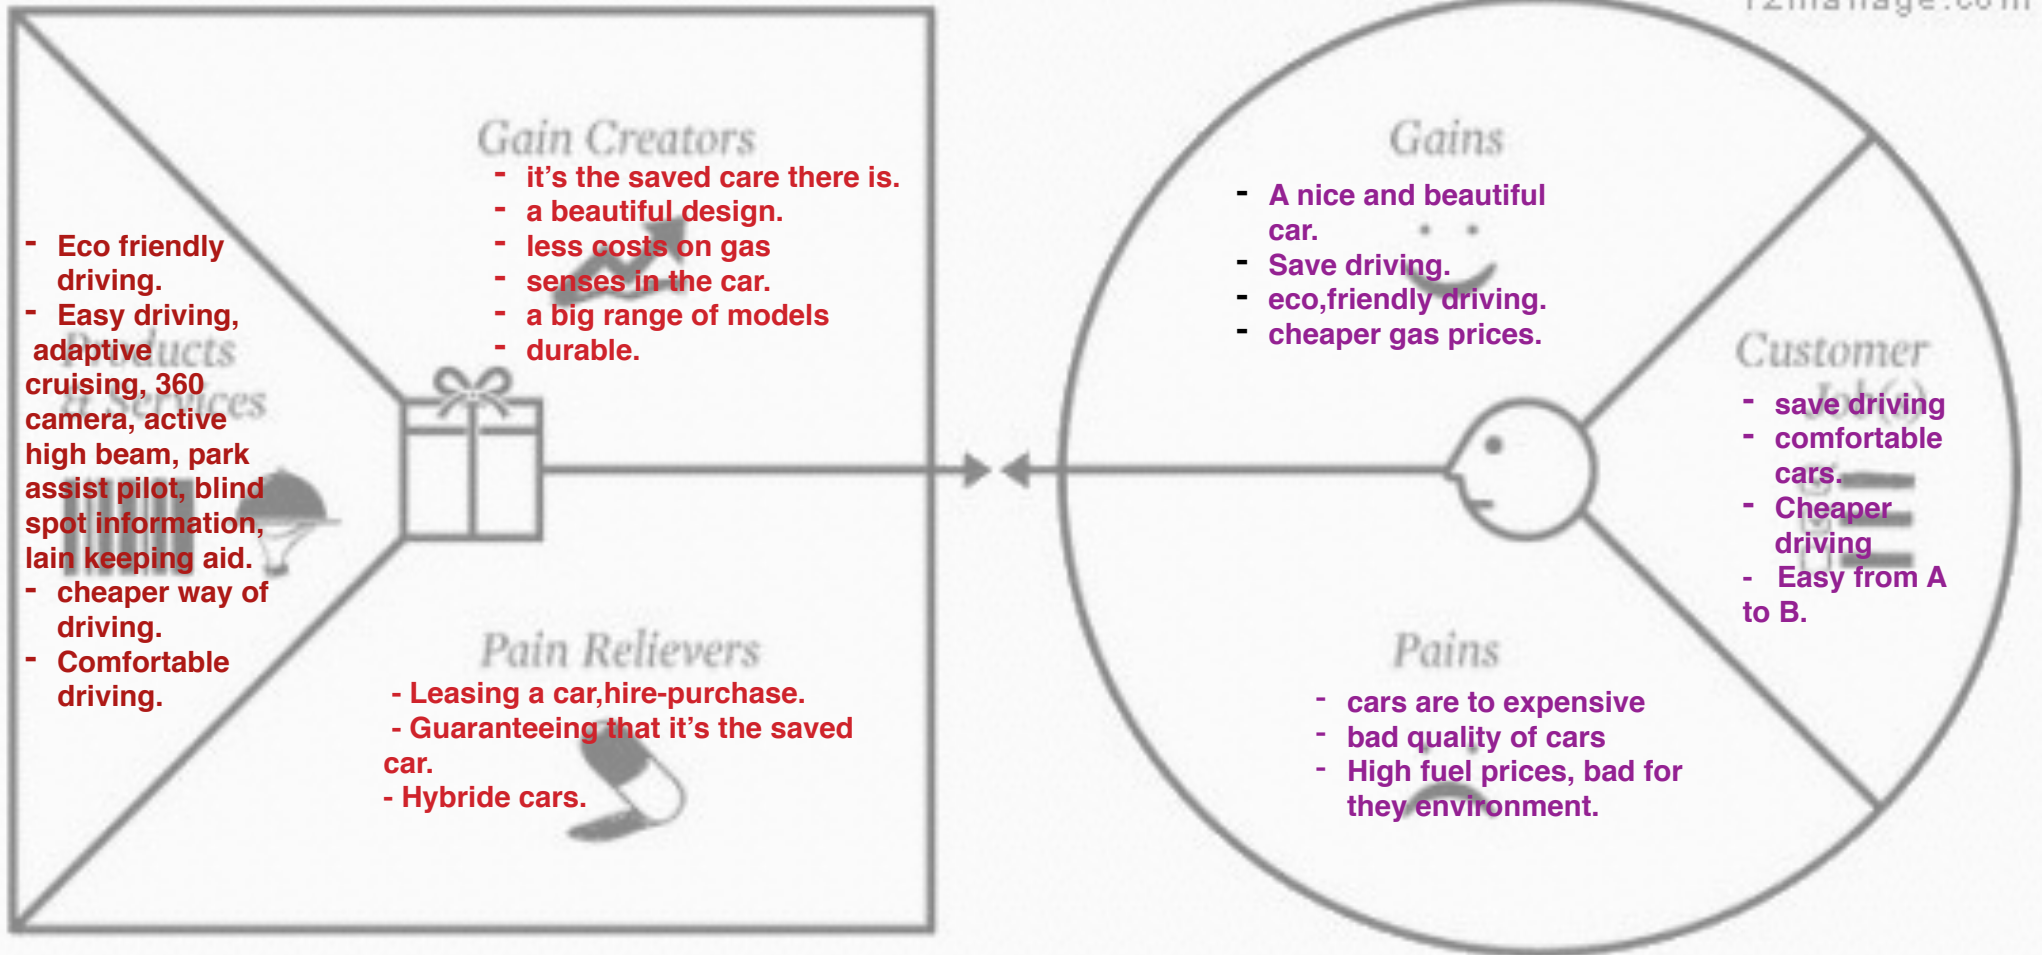 12manage.com
Gain Creators
- it’s the saved care there is.
- a beautiful design.
- less costs on gas
- senses in the car.
- a big range of models
- durable.
Products
& Services
- Eco friendly
driving.
- Easy driving,
adaptive
cruising, 360
camera, active
high beam, park
assist pilot, blind
spot information,
lain keeping aid.
- cheaper way of
driving.
- Comfortable
driving.
Pain Relievers
- Leasing a car,hire-purchase.
- Guaranteeing that it’s the saved
car.
- Hybride cars.
Gains
- A nice and beautiful
car.
- Save driving.
- eco,friendly driving.
- cheaper gas prices.
Customer
Job(s)
- save driving
- comfortable
cars.
- Cheaper
driving
- Easy from A
to B.
Pains
- cars are to expensive
- bad quality of cars
- High fuel prices, bad for
they environment.